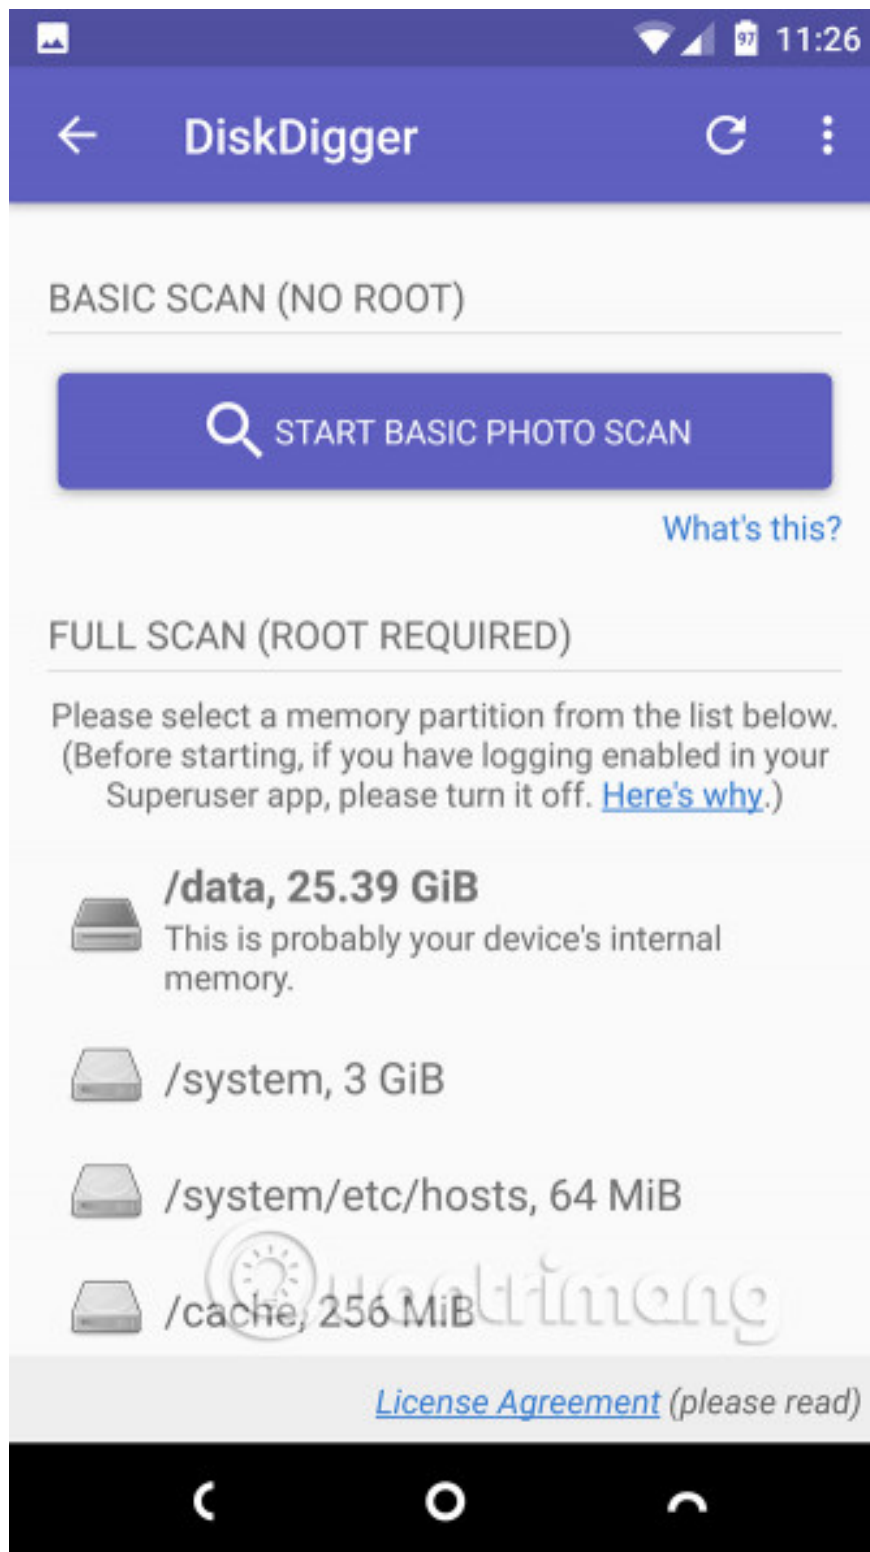 97 11:26
DiskDigger
BASIC SCAN (NO ROOT)
START BASIC PHOTO SCAN
What's this?
FULL SCAN (ROOT REQUIRED)
Please select a memory partition from the list below.
(Before starting, if you have logging enabled in your
Superuser app, please turn it off. Here's why.)
/data, 25.39 GiB
This is probably your device's internal
memory.
/system, 3 GiB
/system/etc/hosts, 64 MiB
/cache, 256 MiB
Quantrimang
License Agreement (please read)